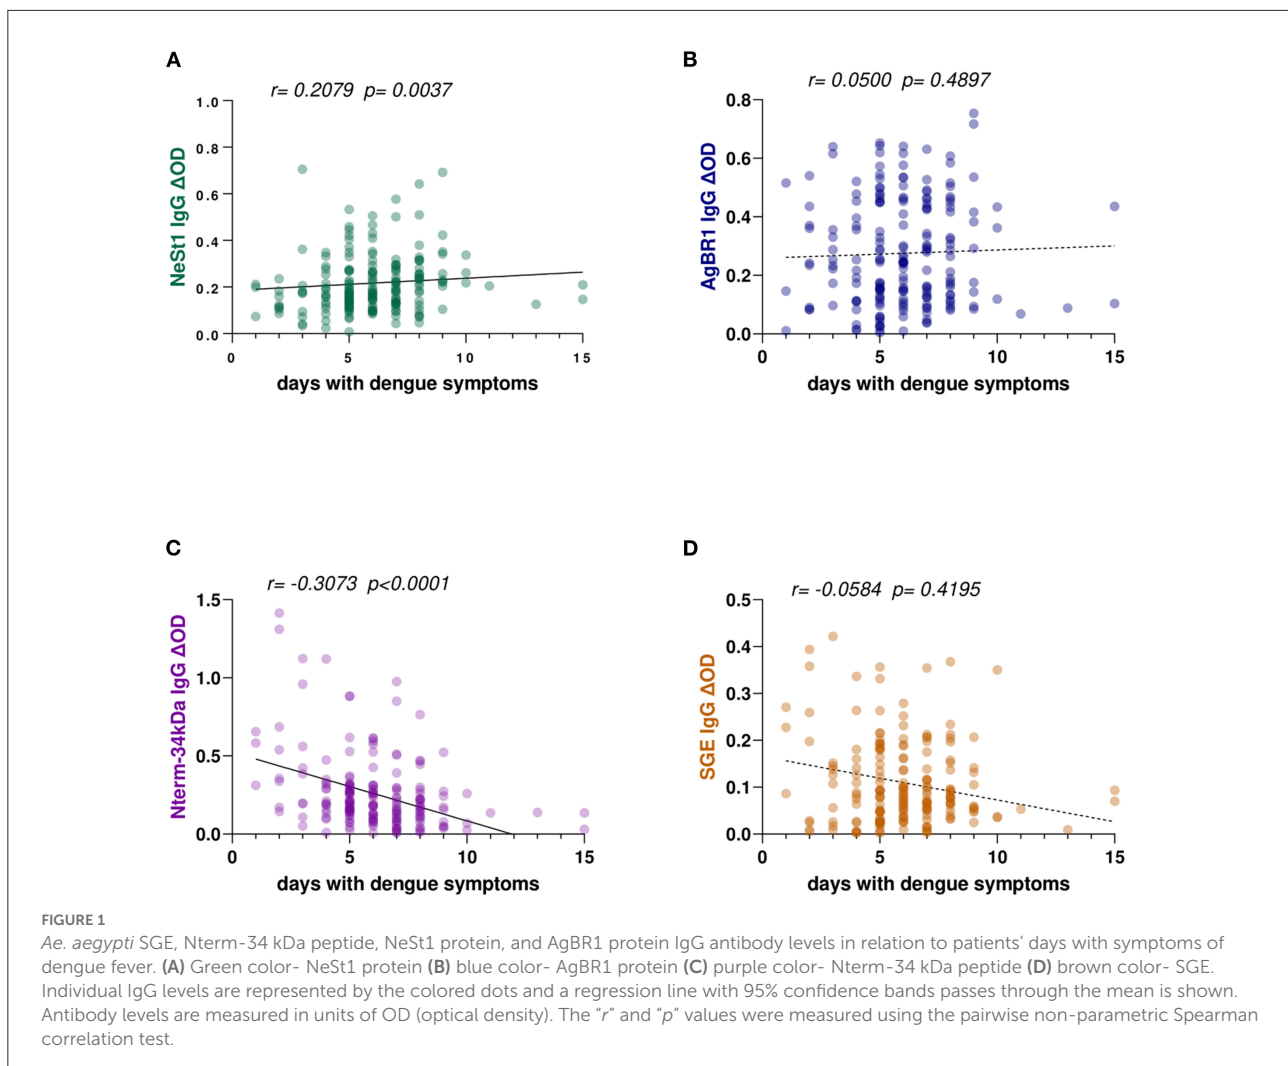 A
r= 0.2079 p= 0.0037
1.0
0.8
0.6
0.4
0.2
0.0
NeSt1 IgG ΔOD
0 5 10 15
days with dengue symptoms
B
r= 0.0500 p= 0.4897
0.8
0.6
0.4
0.2
0.0
AgBR1 IgG ΔOD
0 5 10 15
days with dengue symptoms
C
r= -0.3073 p<0.0001
1.5
1.0
0.5
0.0
Nterm-34kDa IgG ΔOD
0 5 10 15
days with dengue symptoms
D
r= -0.0584 p= 0.4195
0.5
0.4
0.3
0.2
0.1
0.0
SGE IgG ΔOD
0 5 10 15
days with dengue symptoms
FIGURE 1
Ae. aegypti SGE, Nterm-34 kDa peptide, NeSt1 protein, and AgBR1 protein IgG antibody levels in relation to patients’ days with symptoms of
dengue fever. (A) Green color- NeSt1 protein (B) blue color- AgBR1 protein (C) purple color- Nterm-34 kDa peptide (D) brown color- SGE.
Individual IgG levels are represented by the colored dots and a regression line with 95% confidence bands passes through the mean is shown.
Antibody levels are measured in units of OD (optical density). The “r” and “p” values were measured using the pairwise non-parametric Spearman
correlation test.